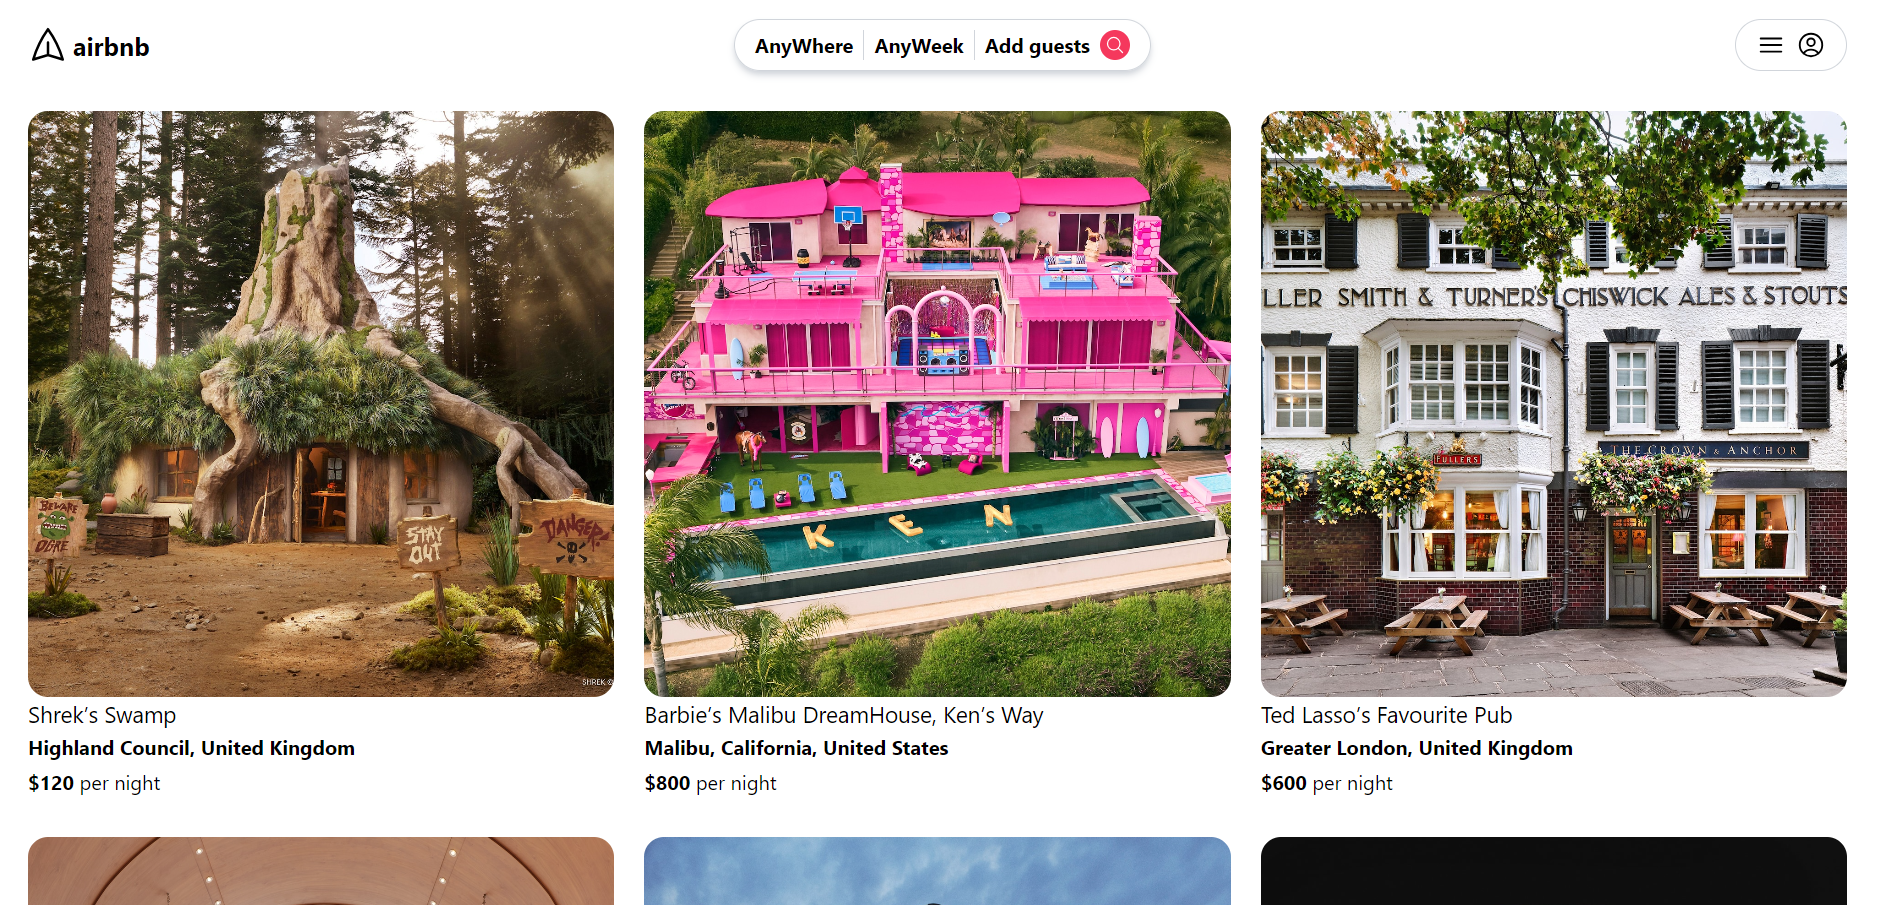 airbnb
AnyWhere
AnyWeek
Add guests
BEWARE
OGRE
STAY
OUT
DANGER
SHREK ©
KEN
LLER SMITH & TURNER'S CHISWICK ALES & STOUTS
FULLERS
THE CROWN & ANCHOR
Shrek’s Swamp
Highland Council, United Kingdom
$120 per night
Barbie’s Malibu DreamHouse, Ken’s Way
Malibu, California, United States
$800 per night
Ted Lasso’s Favourite Pub
Greater London, United Kingdom
$600 per night